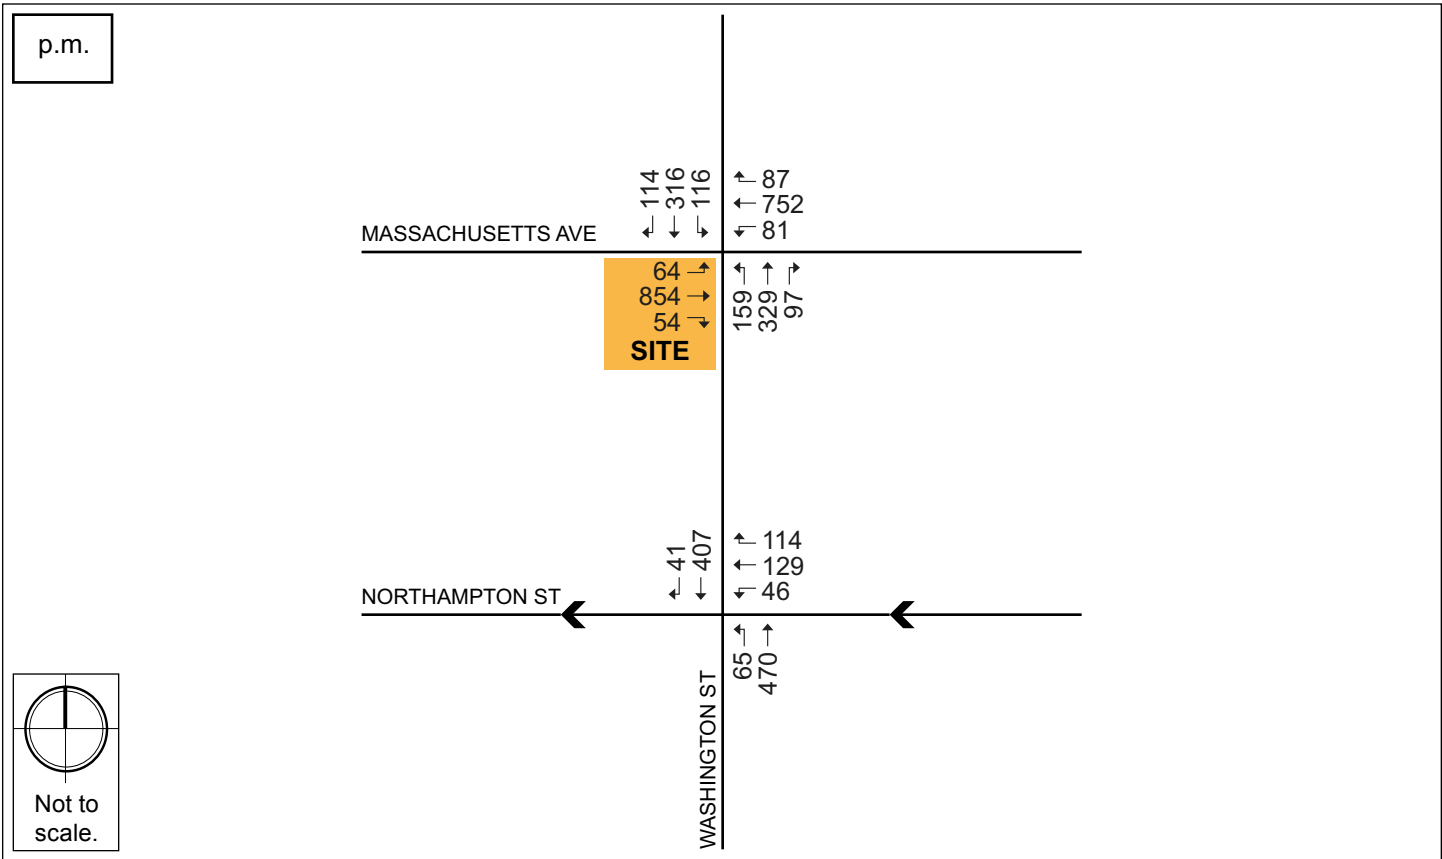 p.m.
114
316
116
87
752
81
MASSACHUSETTS AVE
64
854
54
SITE
159
329
97
41
407
114
129
46
NORTHAMPTON ST
65
470
WASHINGTON ST
Not to
scale.